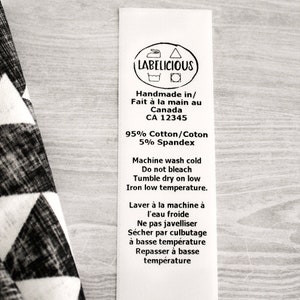 LABELICIOUS
Handmade in/
Fait à la main au
Canada
CA 12345
95% Cotton/Coton
5% Spandex
Machine wash cold
Do not bleach
Tumble dry on low
Iron low temperature.
Laver à la machine à
l'eau froide
Ne pas javelliser
Sécher par culbutage
à basse température
Repasser à basse
température